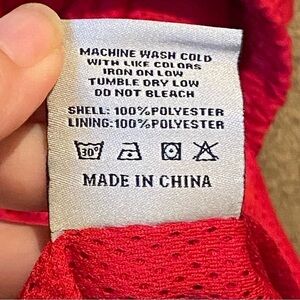 MACHINE WASH COLD
WITH LIKE COLORS
IRON ON LOW
TUMBLE DRY LOW
DO NOT BLEACH
SHELL: 100%POLYESTER
LINING:100%POLYESTER
30°
MADE IN CHINA